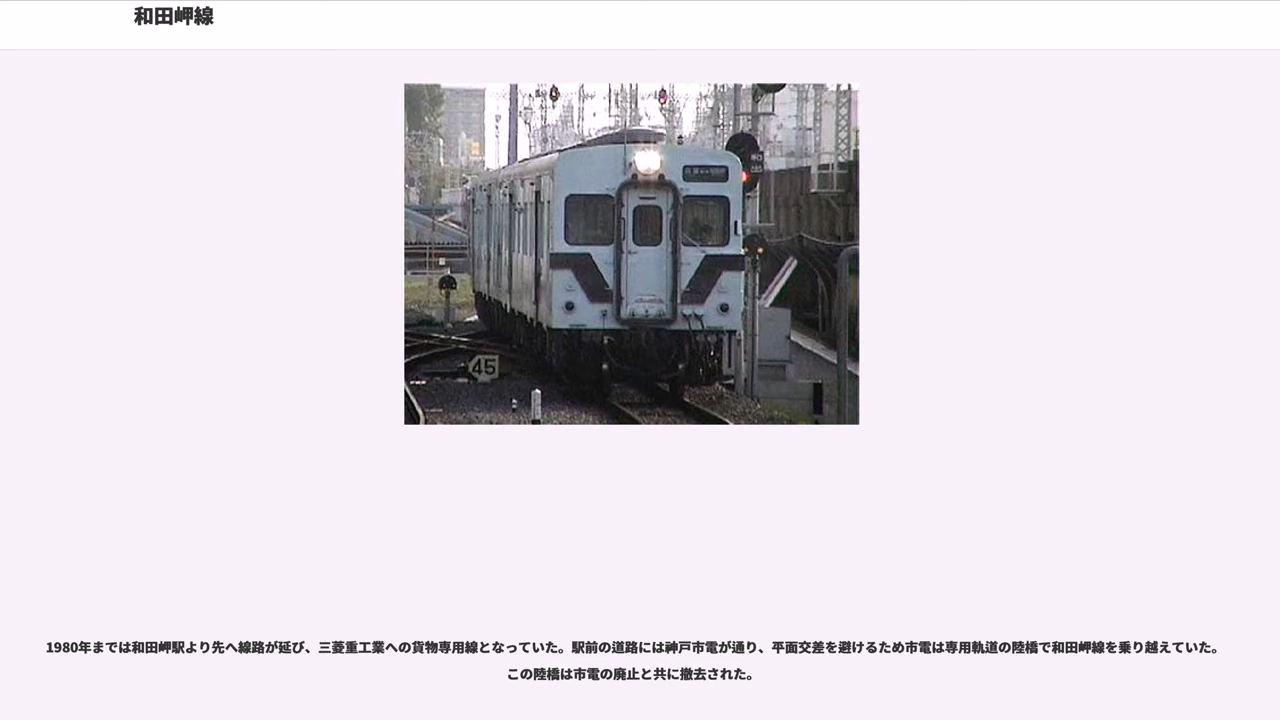 和田岬線
45
1980年までは和田岬駅より先へ線路が延び、三菱重工業への貨物専用線となっていた。駅前の道路には神戸市電が通り、平面交差を避けるため市電は専用軌道の陸橋で和田岬線を乗り越えていた。
この陸橋は市電の廃止と共に撤去された。